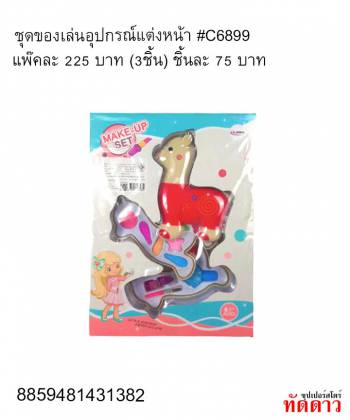 ชุดของเล่นอุปกรณ์แต่งหน้า #C6899
แพ๊คละ 225 บาท (3ชิ้น) ชิ้นละ 75 บาท
MAKE-UP
SET
8859481431382
ซุปเปอร์สโตร์
ทัดดาว